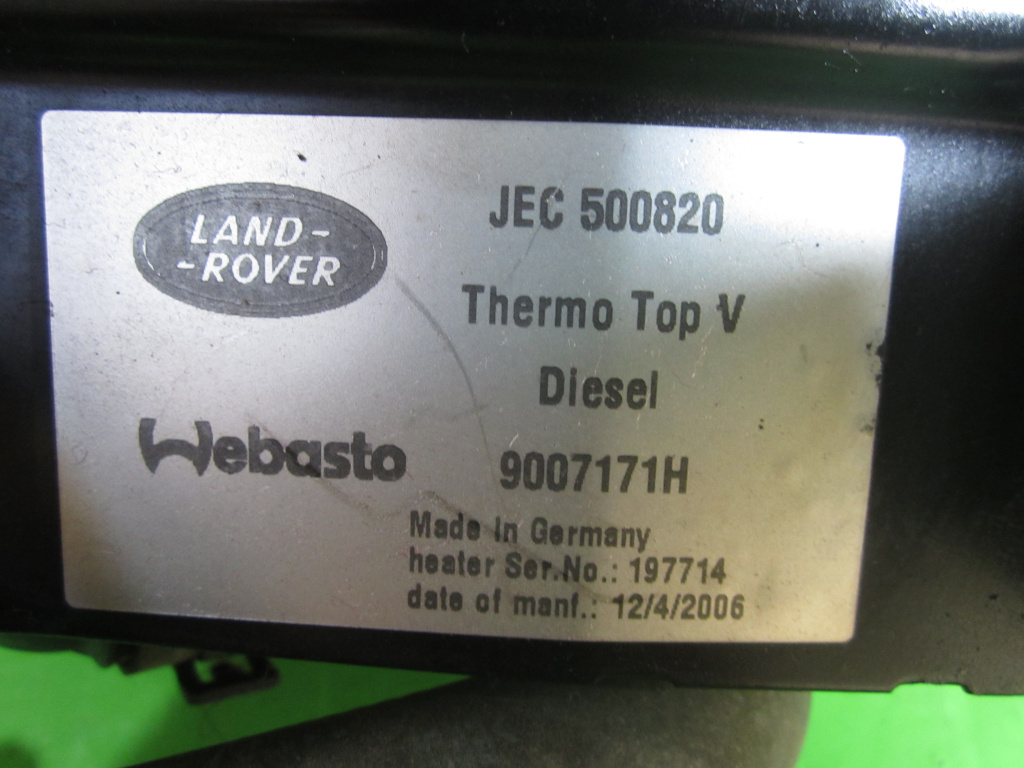 LAND-
-ROVER
JEC 500820
Thermo Top V
Diesel
Webasto
9007171H
Made in Germany
heater Ser.No.: 197714
date of manf.: 12/4/2006